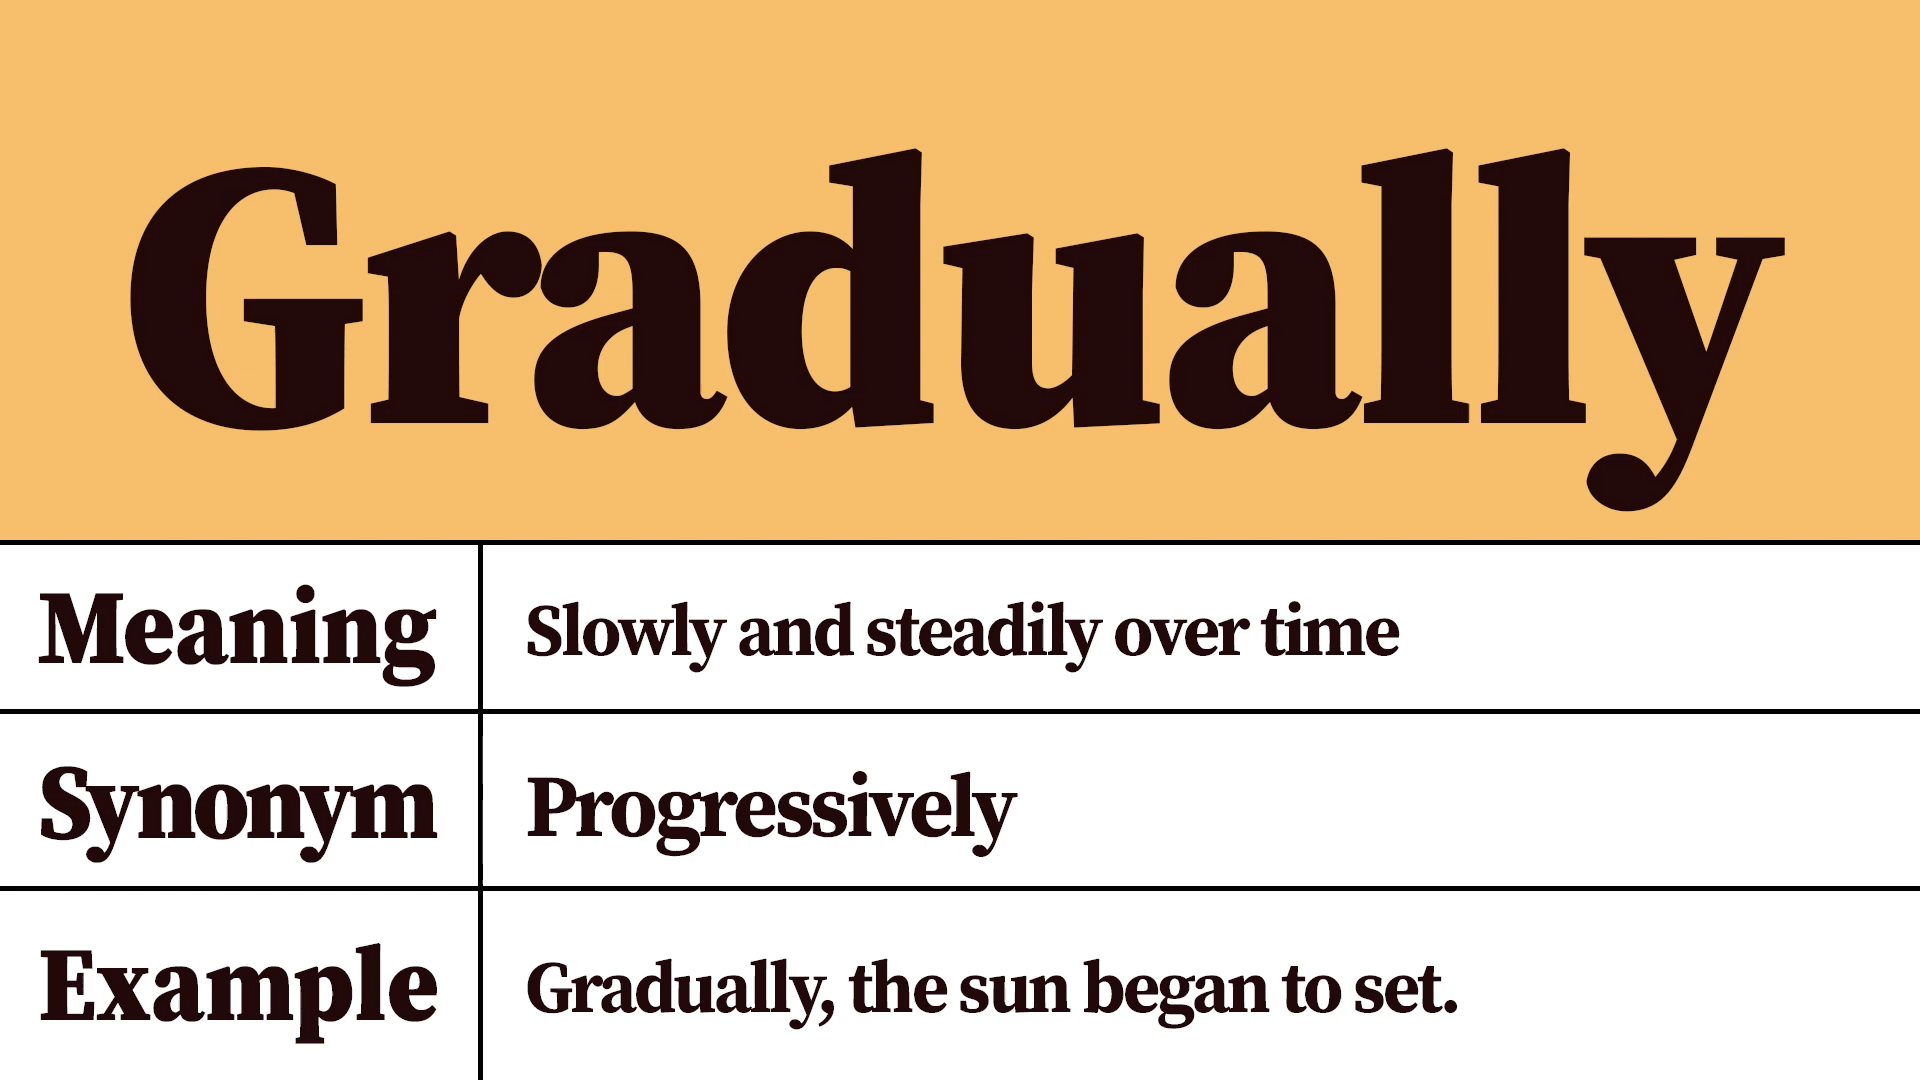 Gradually
Meaning
Slowly and steadily over time
Synonym
Progressively
Example
Gradually, the sun began to set.